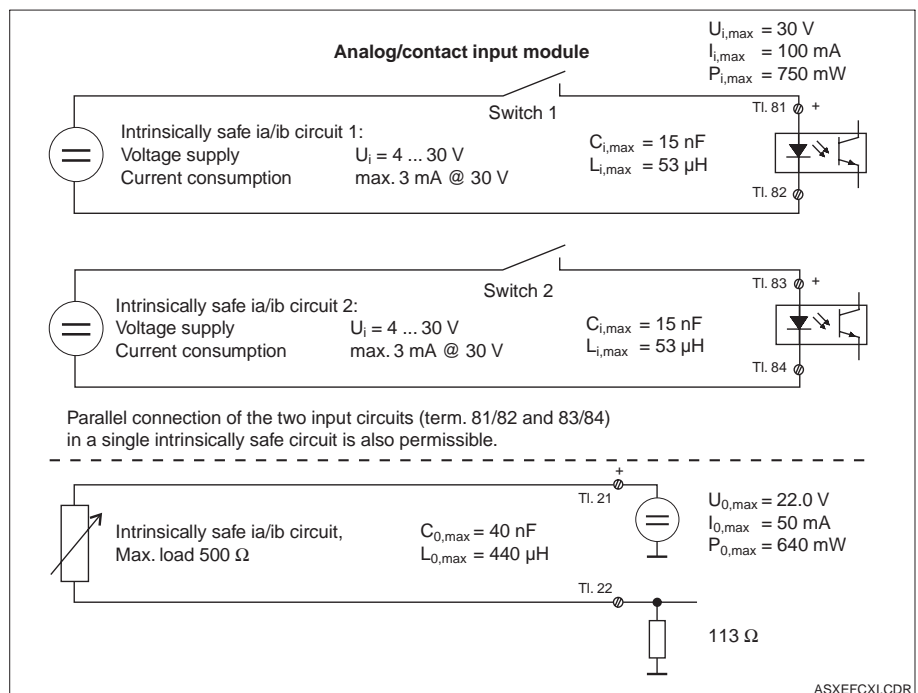 Analog/contact input module
Ui,max = 30 V
Ii,max = 100 mA
Pi,max = 750 mW
Switch 1
Tl. 81 +
Intrinsically safe ia/ib circuit 1:
Voltage supply Ui = 4 ... 30 V
Current consumption max. 3 mA @ 30 V
Ci,max = 15 nF
Li,max = 53 µH
Tl. 82
Switch 2
Tl. 83 +
Intrinsically safe ia/ib circuit 2:
Voltage supply Ui = 4 ... 30 V
Current consumption max. 3 mA @ 30 V
Ci,max = 15 nF
Li,max = 53 µH
Tl. 84
Parallel connection of the two input circuits (term. 81/82 and 83/84)
in a single intrinsically safe circuit is also permissible.
+
Tl. 21
Intrinsically safe ia/ib circuit,
Max. load 500 Ω
C0,max = 40 nF
L0,max = 440 µH
U0,max = 22.0 V
I0,max = 50 mA
P0,max = 640 mW
Tl. 22
113 Ω
ASXEECXI.CDR